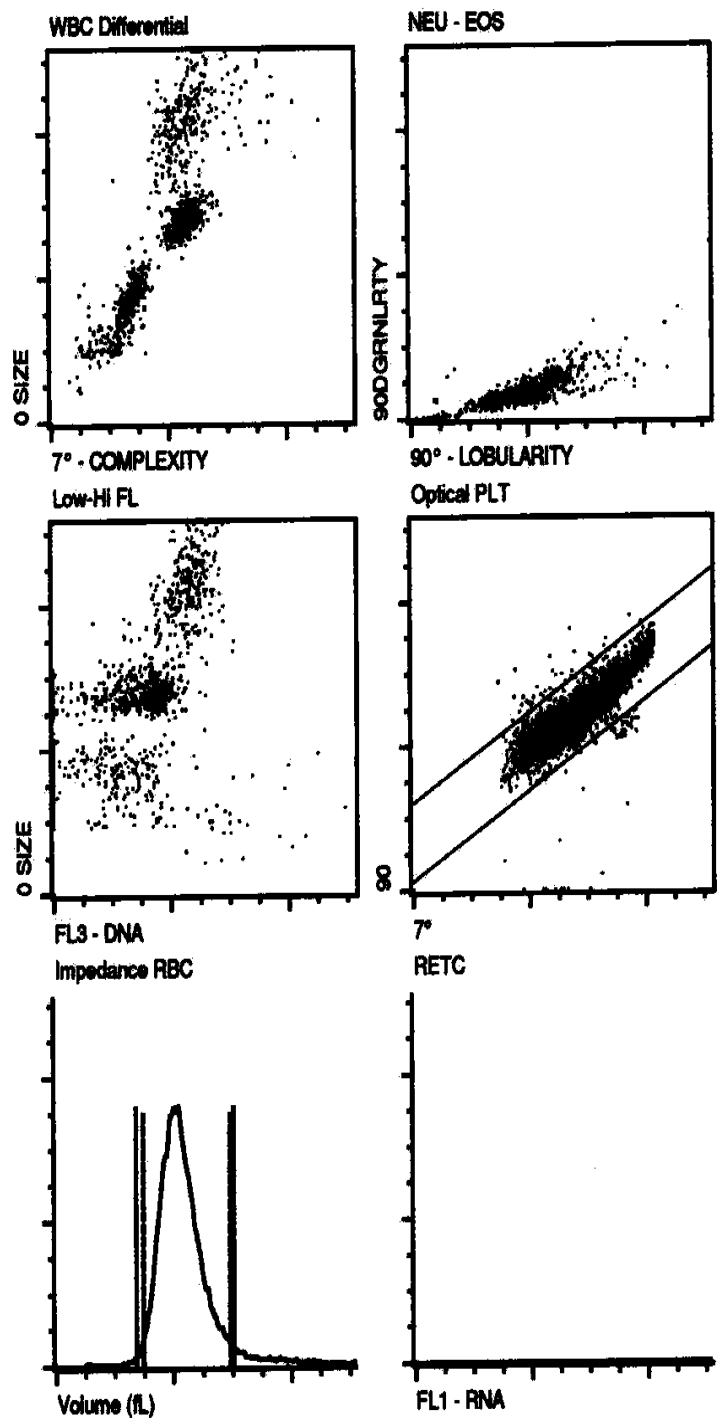 WBC Differential
NEU - EOS
0 SIZE
90DGRNLRTY
7° - COMPLEXITY
90° - LOBULARITY
Low-Hi FL
Optical PLT
0 SIZE
90
FL3 - DNA
7°
Impedance RBC
RETC
Volume (fL)
FL1 - RNA